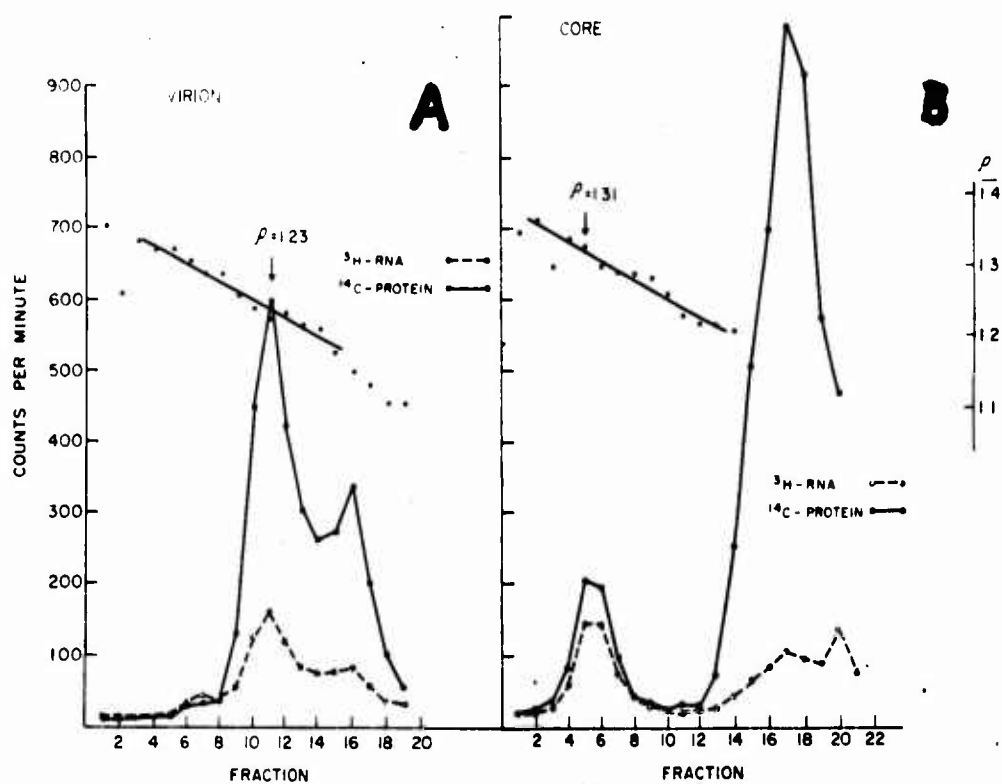 VIRION
A
900
800
700
600
500
400
300
200
100
COUNTS PER MINUTE
ρ=1.23
³H-RNA
¹⁴C-PROTEIN
2 4 6 8 10 12 14 16 18 20
FRACTION
CORE
B
ρ=1.31
ρ
1.4
1.3
1.2
1.1
³H-RNA
¹⁴C-PROTEIN
2 4 6 8 10 12 14 16 18 20 22
FRACTION